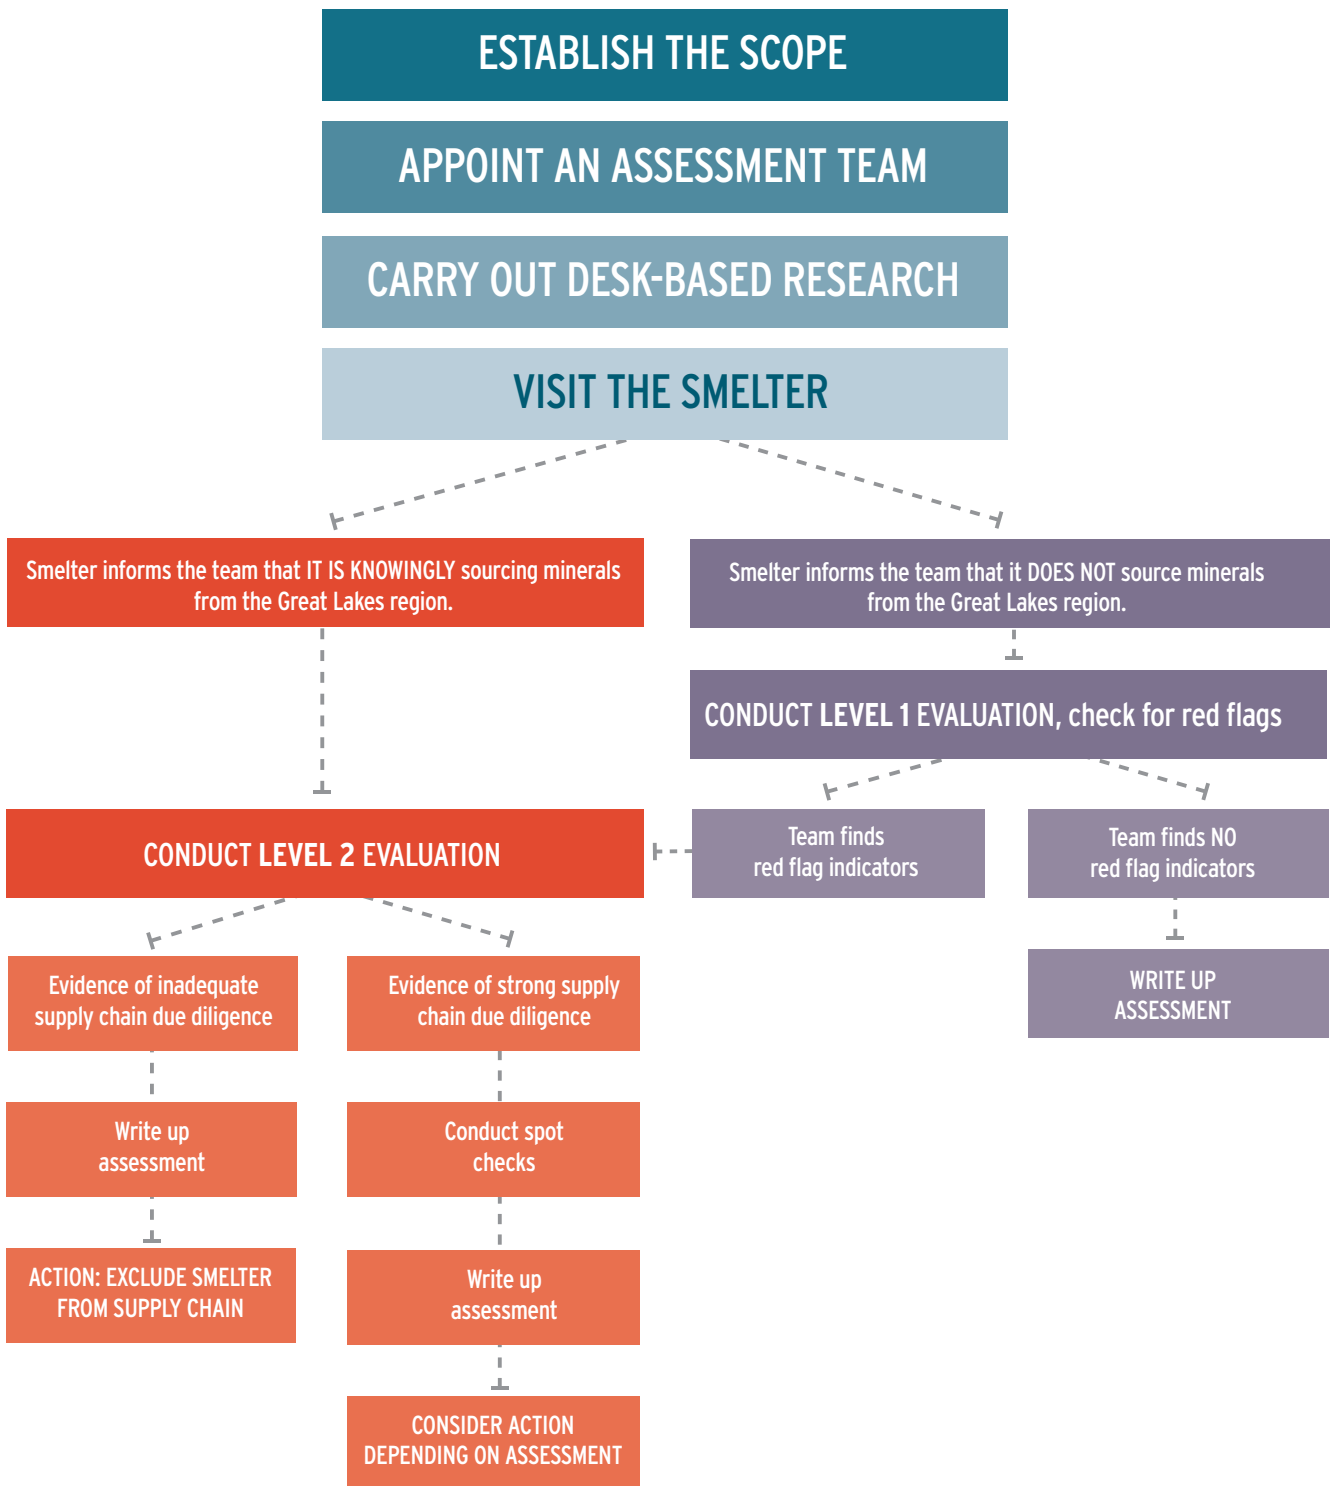 ESTABLISH THE SCOPE
APPOINT AN ASSESSMENT TEAM
CARRY OUT DESK-BASED RESEARCH
VISIT THE SMELTER
Smelter informs the team that IT IS KNOWINGLY sourcing minerals
from the Great Lakes region.
Smelter informs the team that it DOES NOT source minerals
from the Great Lakes region.
CONDUCT LEVEL 1 EVALUATION, check for red flags
Team finds
red flag indicators
Team finds NO
red flag indicators
WRITE UP
ASSESSMENT
CONDUCT LEVEL 2 EVALUATION
Evidence of inadequate
supply chain due diligence
Write up
assessment
ACTION: EXCLUDE SMELTER
FROM SUPPLY CHAIN
Evidence of strong supply
chain due diligence
Conduct spot
checks
Write up
assessment
CONSIDER ACTION
DEPENDING ON ASSESSMENT